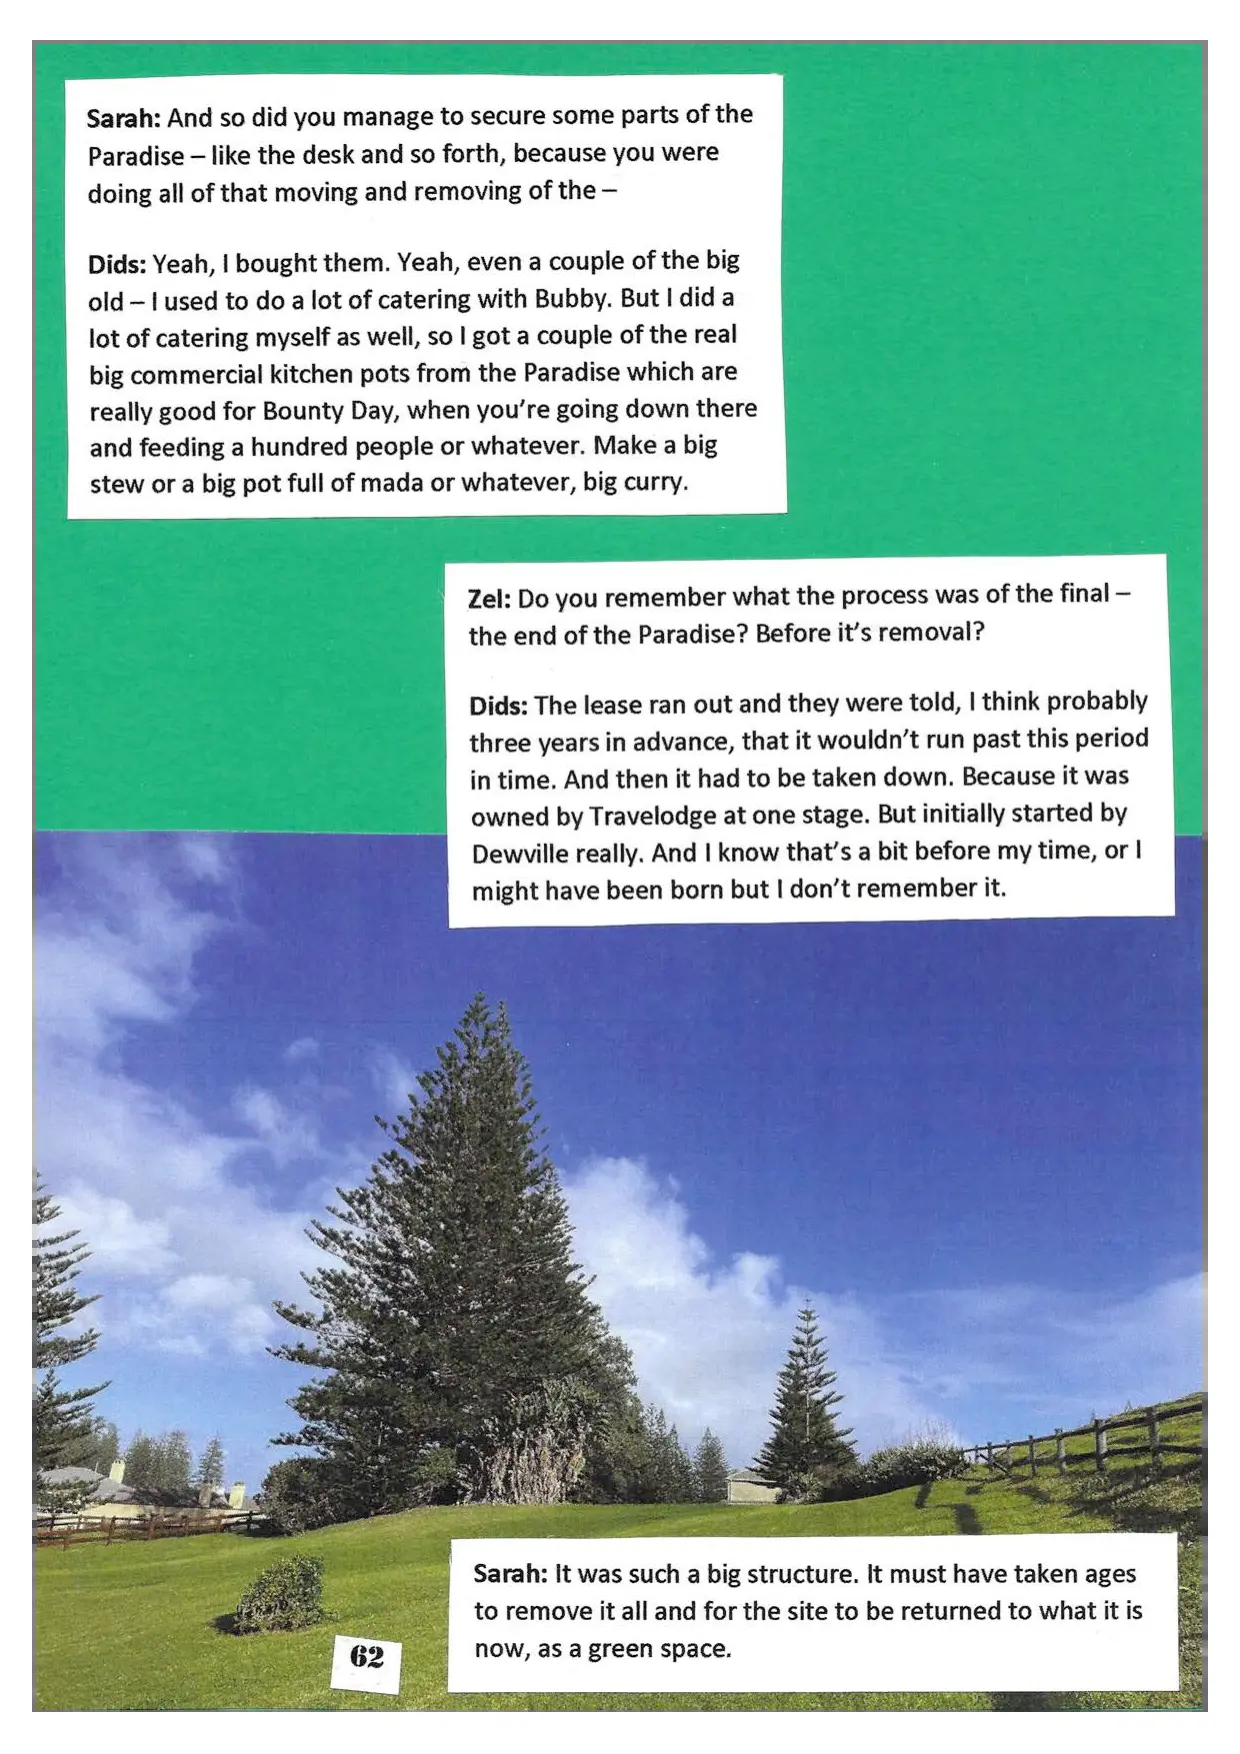 Sarah: And so did you manage to secure some parts of the
Paradise – like the desk and so forth, because you were
doing all of that moving and removing of the –
Dids: Yeah, I bought them. Yeah, even a couple of the big
old – I used to do a lot of catering with Bubby. But I did a
lot of catering myself as well, so I got a couple of the real
big commercial kitchen pots from the Paradise which are
really good for Bounty Day, when you're going down there
and feeding a hundred people or whatever. Make a big
stew or a big pot full of mada or whatever, big curry.
Zel: Do you remember what the process was of the final –
the end of the Paradise? Before it's removal?
Dids: The lease ran out and they were told, I think probably
three years in advance, that it wouldn't run past this period
in time. And then it had to be taken down. Because it was
owned by Travelodge at one stage. But initially started by
Dewville really. And I know that's a bit before my time, or I
might have been born but I don't remember it.
Sarah: It was such a big structure. It must have taken ages
to remove it all and for the site to be returned to what it is
now, as a green space.
62